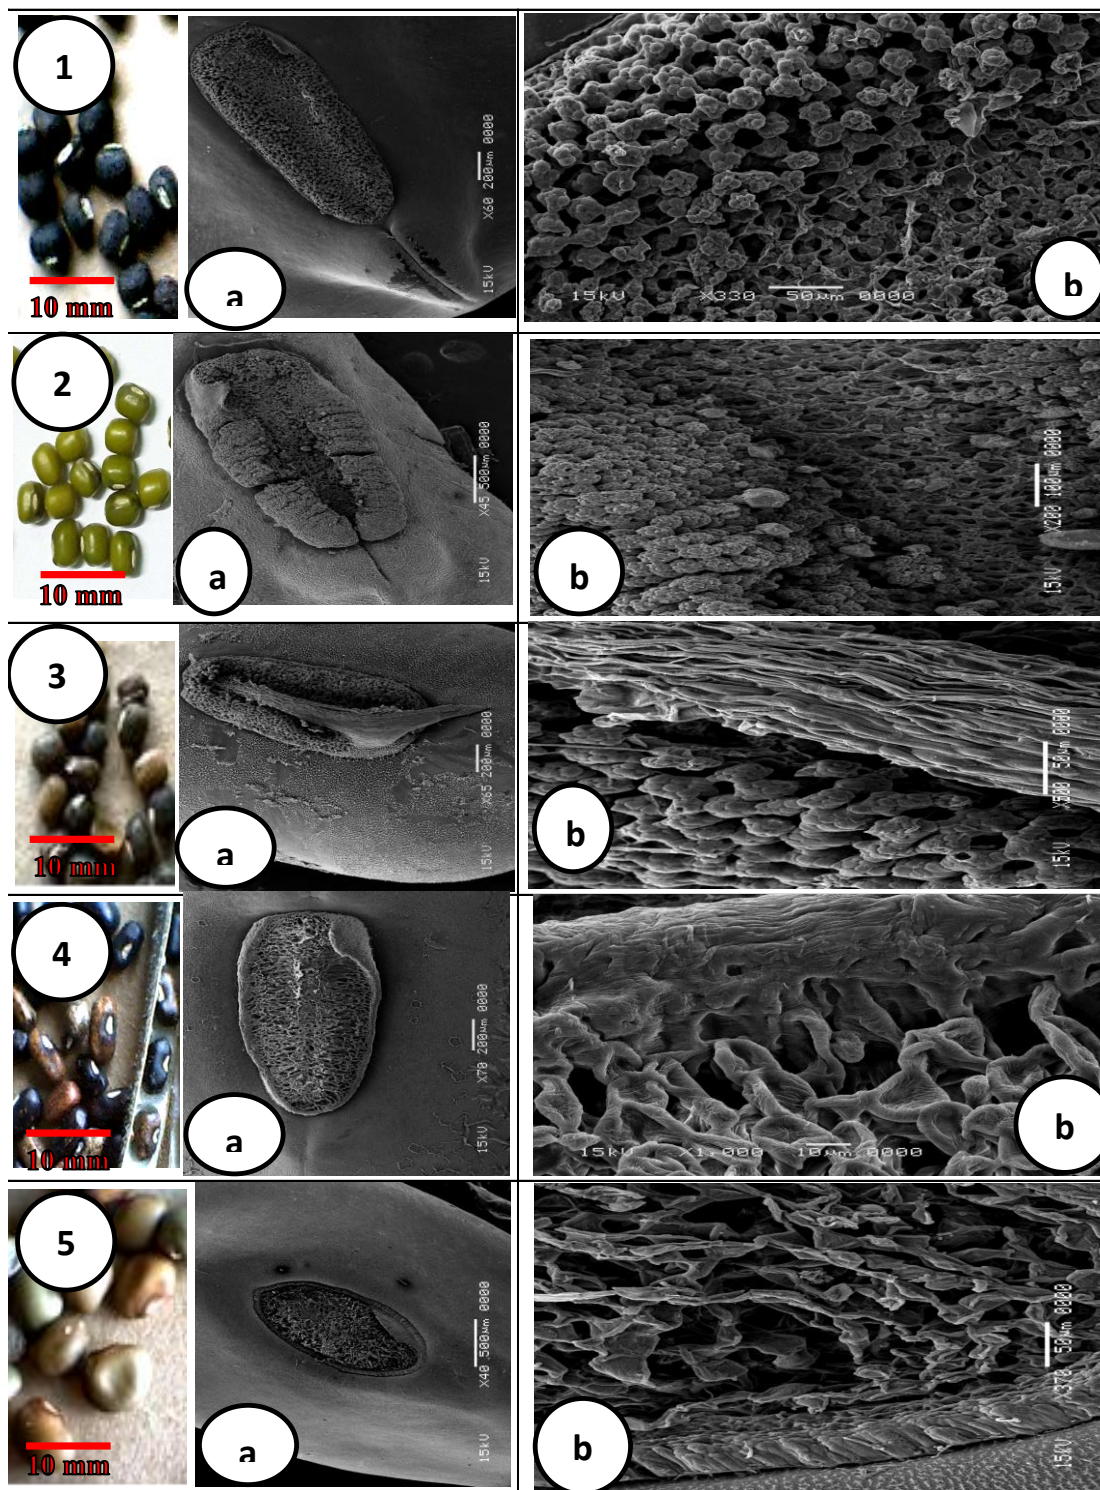 1
10 mm
a
15kV X60 200µm 0000
15kV X330 50µm 0000
b
2
10 mm
a
15kV X45 500µm 0000
b
15kV X200 100µm 0000
3
10 mm
a
15kV X65 200µm 0000
b
15kV X500 50µm 0000
4
10 mm
a
15kV X70 200µm 0000
15kV X1,000 10µm 0000
b
5
10 mm
a
15kV X40 500µm 0000
b
15kV X370 50µm 0000